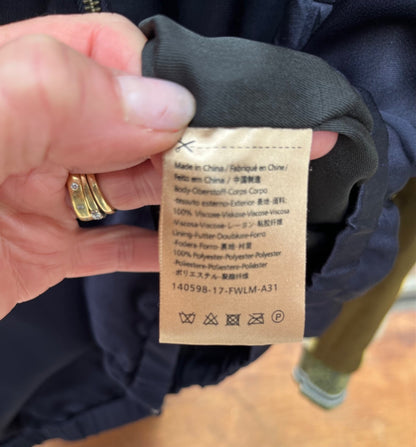 Made in China / Fabriqué en Chine /
Feito em China / 中国制造
Body-Oberstoff-Corps Corpo
-tissuto esterno-Exterior-表地-面料:
100% Viscose-Viskose-Viscose-Viscosa
-Viscosa-Viscose-レーヨン-粘胶纤维
Lining-Futter Doublure-Forro
-Fodera-Forro-裏地-衬里
100% Polyester-Polyester-Polyester
Poliestere-Poliéster-Poliéster
ポリエステル-聚酯纤维
140598-17-FWLM-A31
P